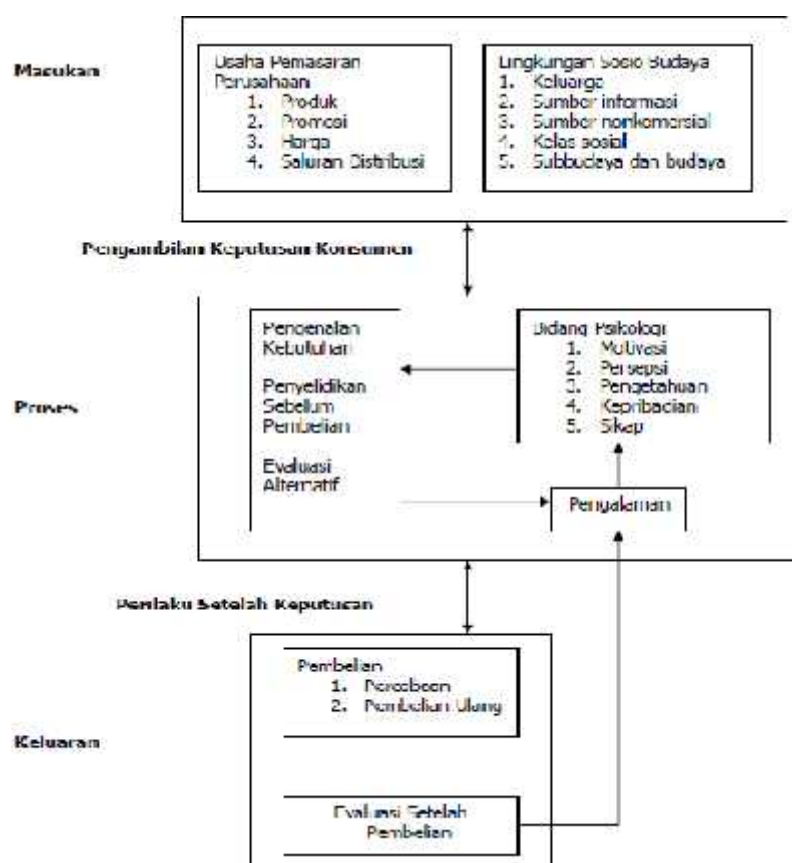 Masukan
Usaha Pemasaran
Perusahaan
1. Produk
2. Promosi
3. Harga
4. Saluran Distribusi
Lingkungan Sosio Budaya
1. Keluarga
2. Sumber informasi
3. Sumber nonkomersial
4. Kelas sosial
5. Subbudaya dan budaya
Pengambilan Keputusan Konsumen
Proses
Pengenalan
Kebutuhan
Penyelidikan
Sebelum
Pembelian
Evaluasi
Alternatif
Bidang Psikologi
1. Motivasi
2. Persepsi
3. Pengetahuan
4. Kepribadian
5. Sikap
Pengalaman
Perilaku Setelah Keputusan
Keluaran
Pembelian
1. Percobaan
2. Pembelian Ulang
Evaluasi Setelah
Pembelian